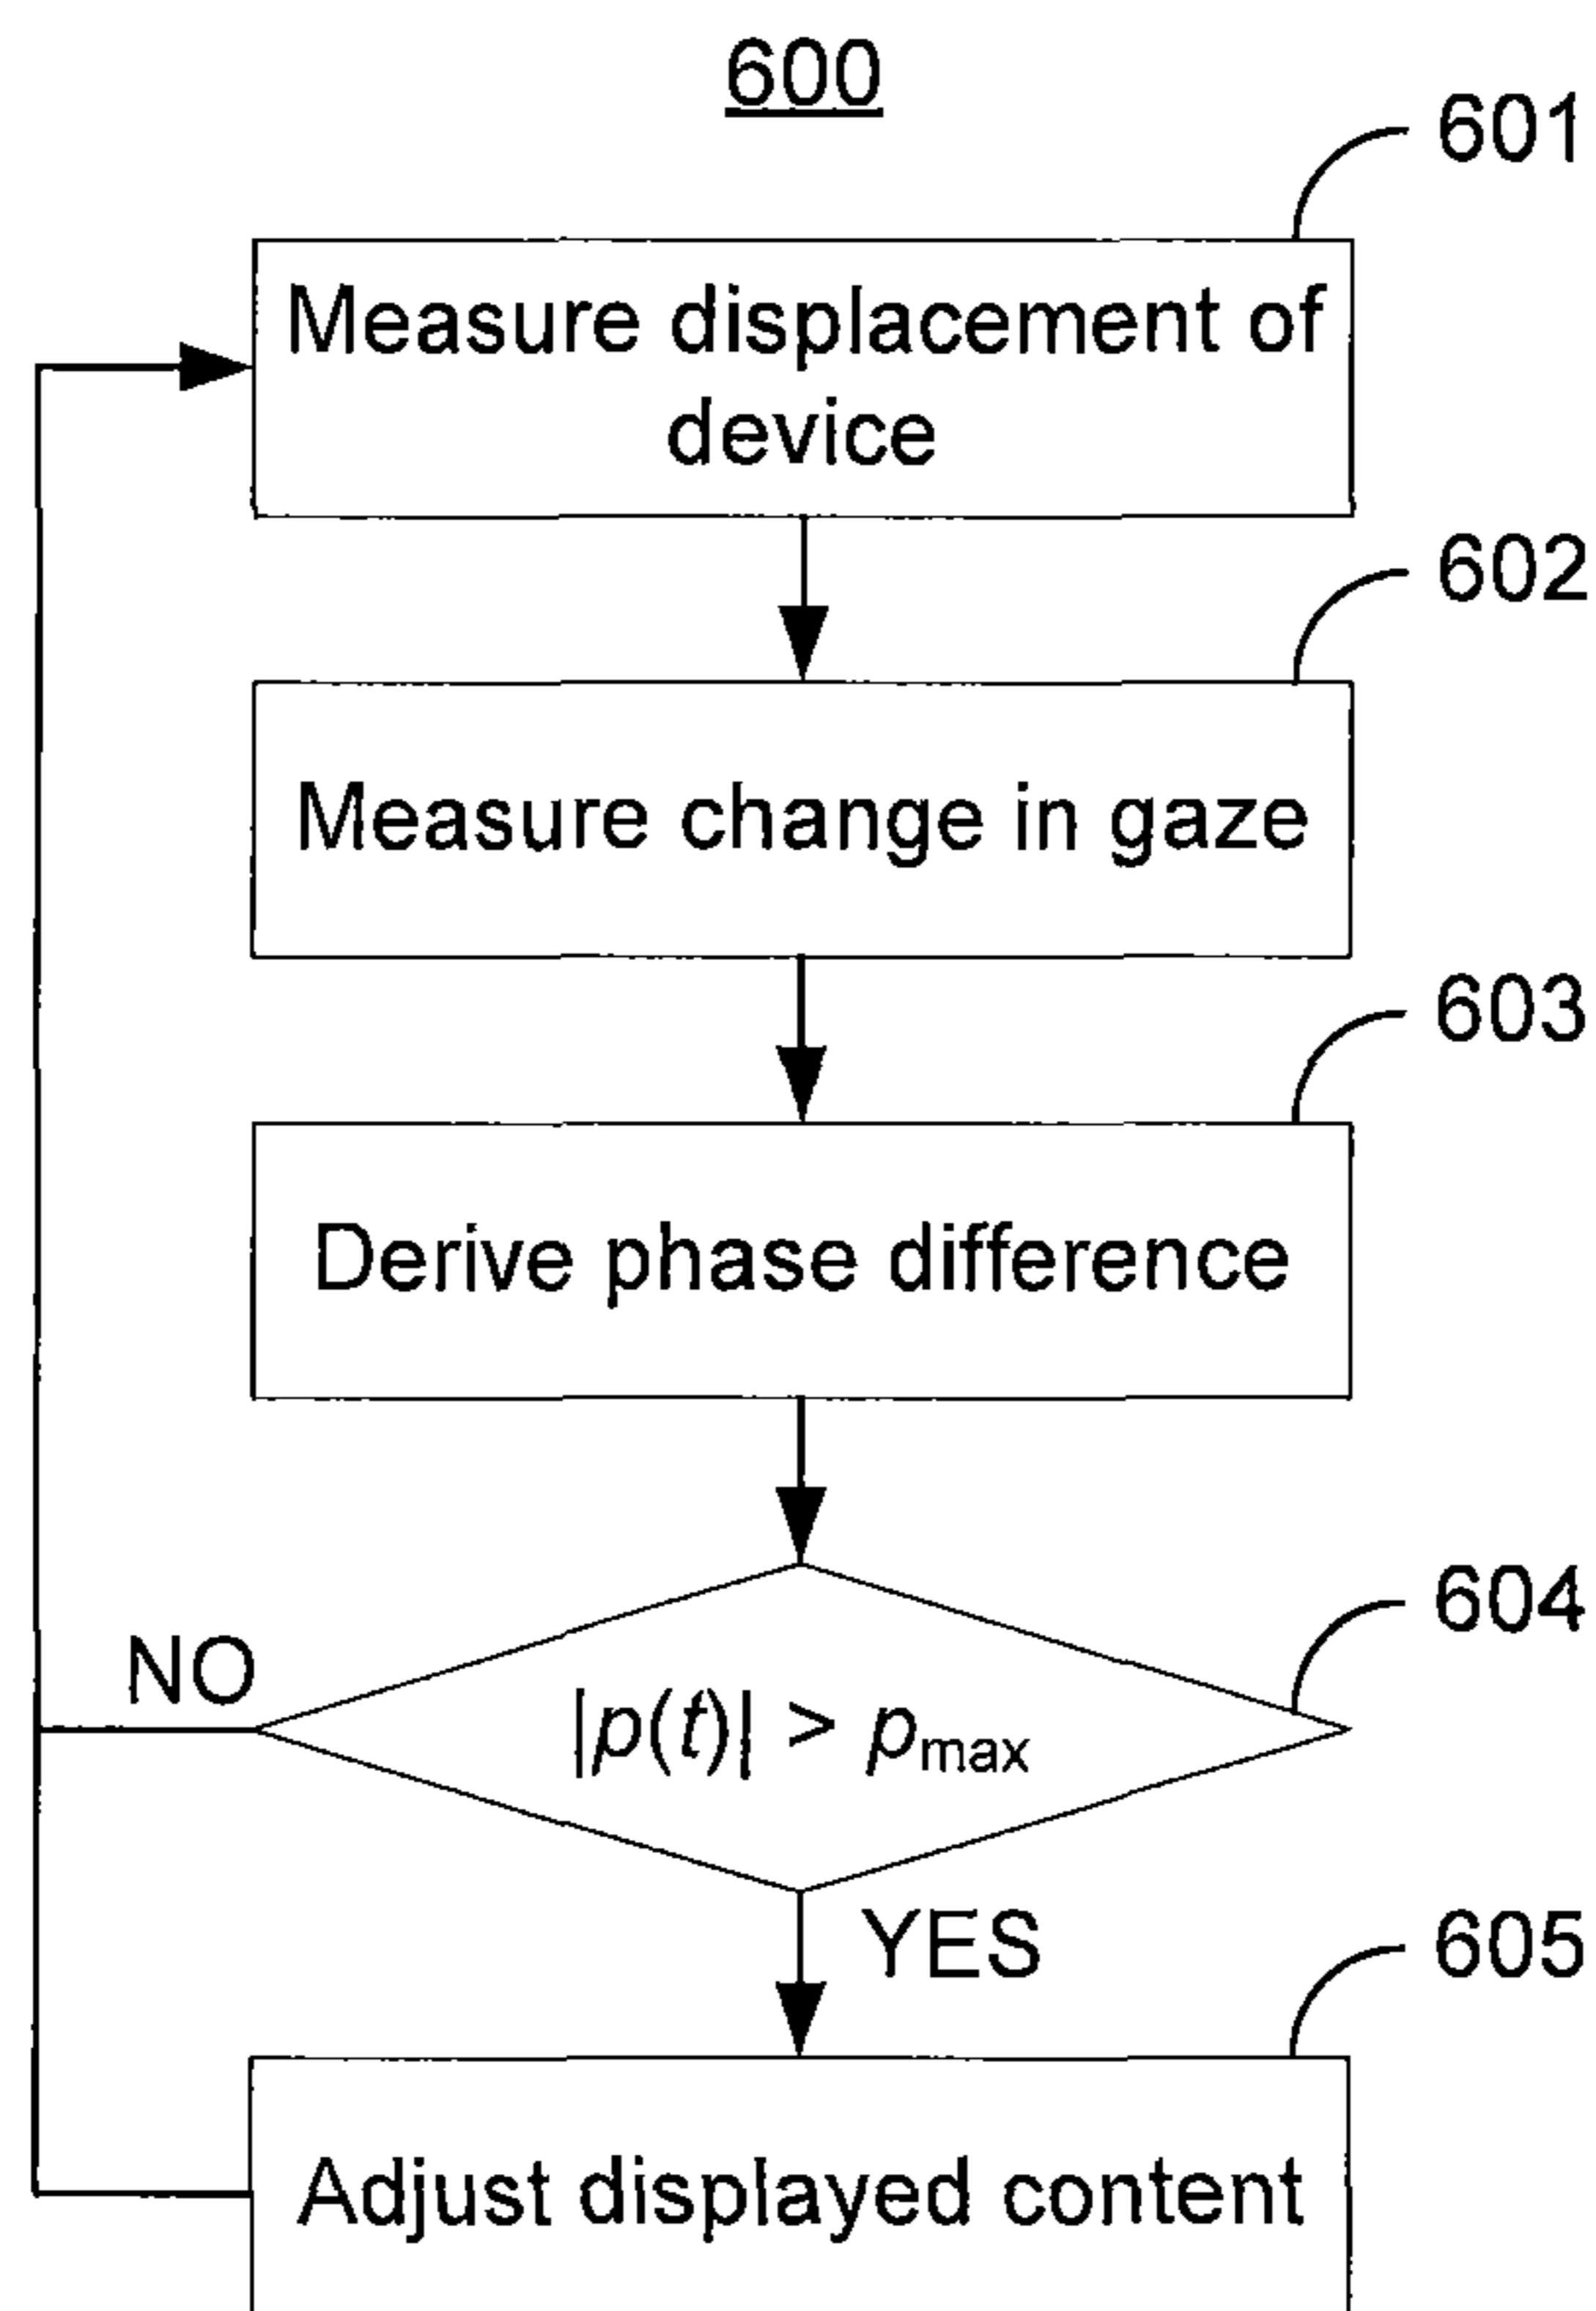 600
601
Measure displacement of
device
602
Measure change in gaze
603
Derive phase difference
604
NO
|p(t)| > pmax
YES
605
Adjust displayed content